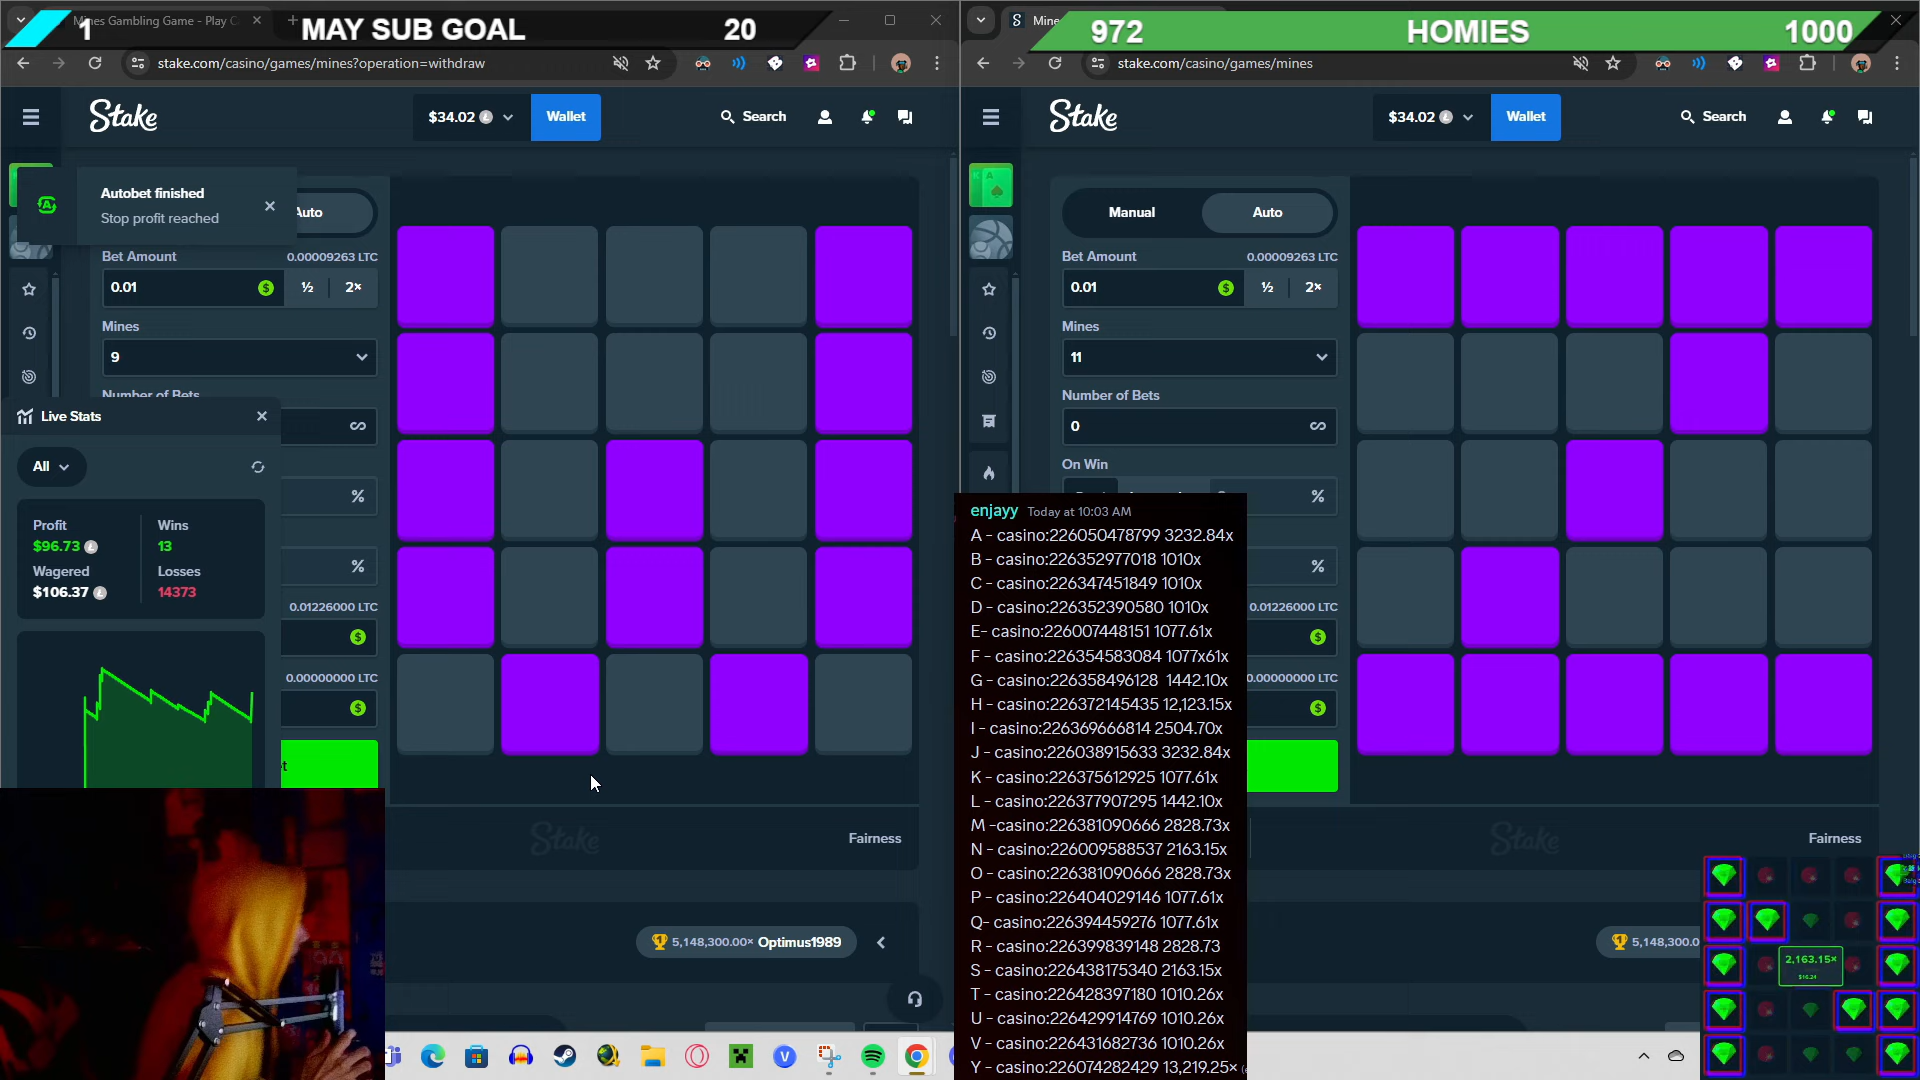 Mines Gambling Game - Play C
1
MAY SUB GOAL
20
Mine
972
HOMIES
1000
stake.com/casino/games/mines?operation=withdraw
stake.com/casino/games/mines
Stake
$34.02
Wallet
Search
Stake
$34.02
Wallet
Search
Autobet finished
Stop profit reached
Auto
Bet Amount
0.00009263 LTC
0.01
½
2×
Mines
9
Number of Bets
Live Stats
All
Profit
$96.73
Wins
13
Wagered
$106.37
Losses
14373
%
%
0.01226000 LTC
0.00000000 LTC
Stake
Fairness
5,148,300.00× Optimus1989
Manual
Auto
Bet Amount
0.00009263 LTC
0.01
½
2×
Mines
11
Number of Bets
0
On Win
%
%
0.01226000 LTC
0.00000000 LTC
Stake
Fairness
5,148,300.0
enjayy Today at 10:03 AM
A - casino:226050478799 3232.84x
B - casino:226352977018 1010x
C - casino:226347451849 1010x
D - casino:226352390580 1010x
E- casino:226007448151 1077.61x
F - casino:226354583084 1077x61x
G - casino:226358496128 1442.10x
H - casino:226372145435 12,123.15x
I - casino:226369666814 2504.70x
J - casino:226038915633 3232.84x
K - casino:226375612925 1077.61x
L - casino:226377907295 1442.10x
M -casino:226381090666 2828.73x
N - casino:226009588537 2163.15x
O - casino:226381090666 2828.73x
P - casino:226404029146 1077.61x
Q- casino:226394459276 1077.61x
R - casino:226399839148 2828.73
S - casino:226438175340 2163.15x
T - casino:226428397180 1010.26x
U - casino:226429914769 1010.26x
V - casino:226431682736 1010.26x
Y - casino:226074282429 13,219.25×
2,163.15×